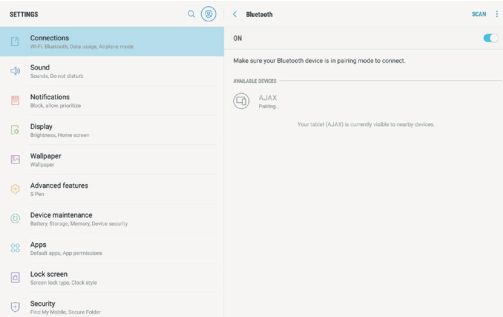 SETTINGS
Connections
Wi-Fi, Bluetooth, Data usage, Airplane mode
Sound
Sounds, Do not disturb
Notifications
Block, allow, prioritize
Display
Brightness, Home screen
Wallpaper
Wallpaper
Advanced features
S Pen
Device maintenance
Battery, Storage, Memory, Device security
Apps
Default apps, App permissions
Lock screen
Screen lock type, Clock style
Security
Find My Mobile, Secure Folder
Bluetooth
SCAN
ON
Make sure your Bluetooth device is in pairing mode to connect.
AVAILABLE DEVICES
AJAX
Pairing...
Your tablet (AJAX) is currently visible to nearby devices.